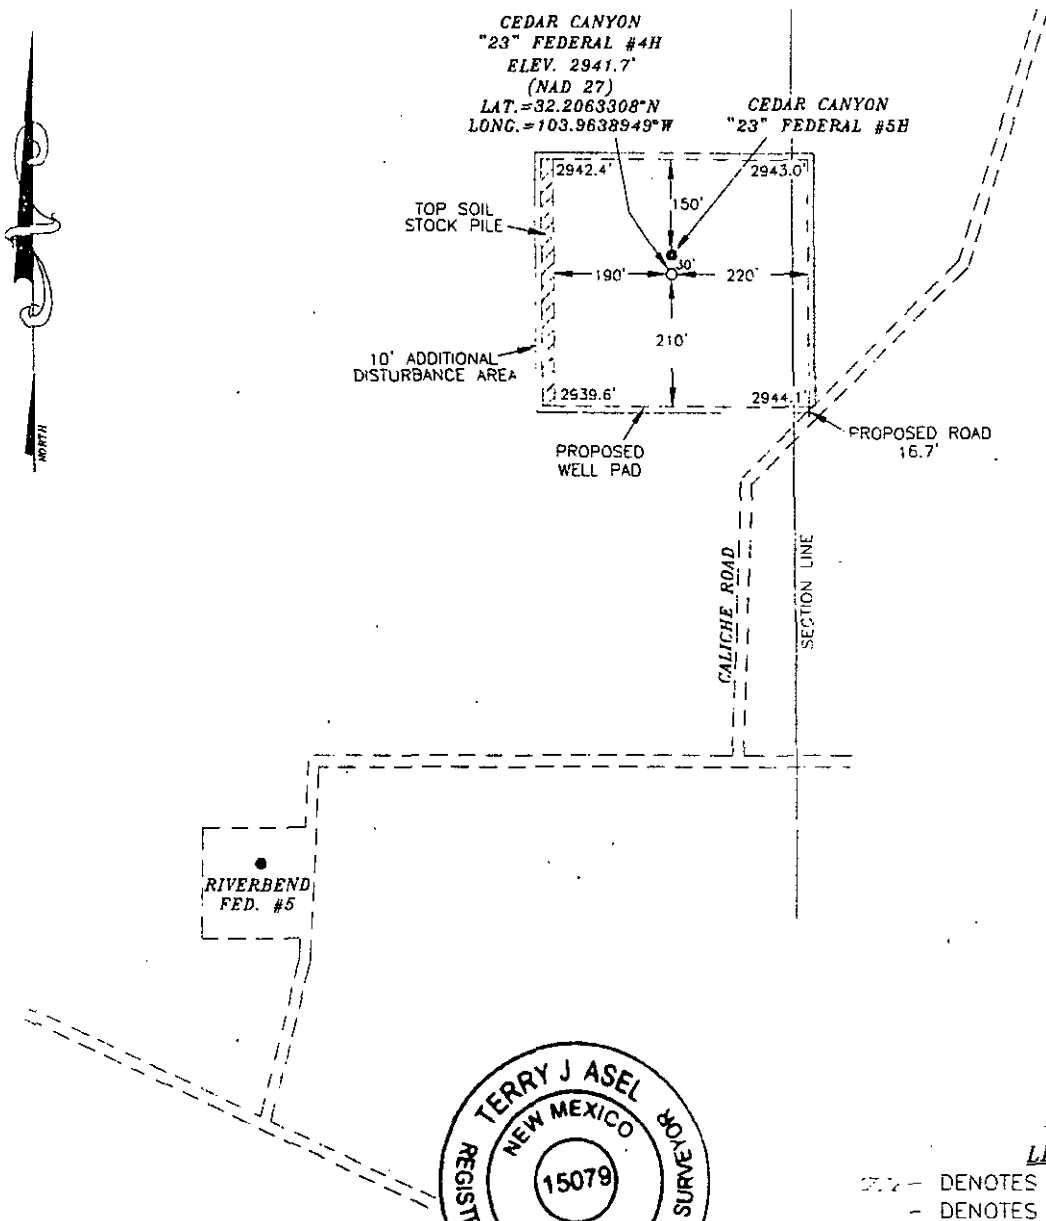 CEDAR CANYON
"23" FEDERAL #4H
ELEV. 2941.7'
(NAD 27)
LAT.=32.2063308°N
LONG.=103.9638949°W
CEDAR CANYON
"23" FEDERAL #5H
2942.4'
2943.0'
TOP SOIL
STOCK PILE
150'
30'
190'
220'
210'
10' ADDITIONAL
DISTURBANCE AREA
2939.6'
2944.1'
PROPOSED
WELL PAD
PROPOSED ROAD
16.7'
NORTH
CALICHE ROAD
SECTION LINE
RIVERBEND
FED. #5
TERRY J ASEL
NEW MEXICO
15079
REGIST
SURVEYOR
- DENOTES
- DENOTES